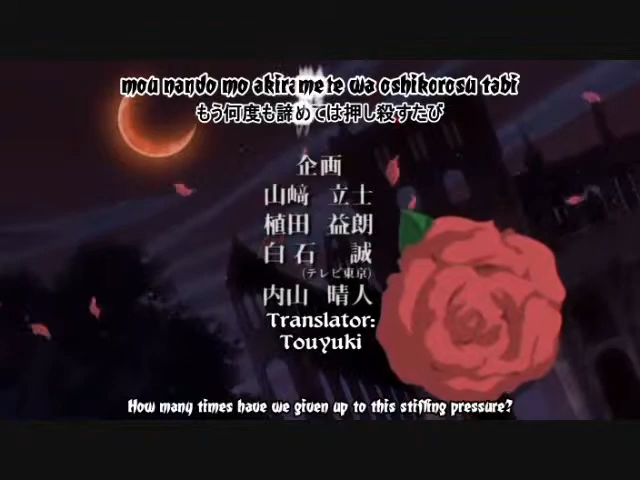 mou nando mo akiramete wa oshikorosu tabi
もう何度も諦めては押し殺すたび
企画
山﨑 立士
植田 益朗
白石 誠
(テレビ東京)
内山 晴人
Translator:
Touyuki
How many times have we given up to this stifling pressure?